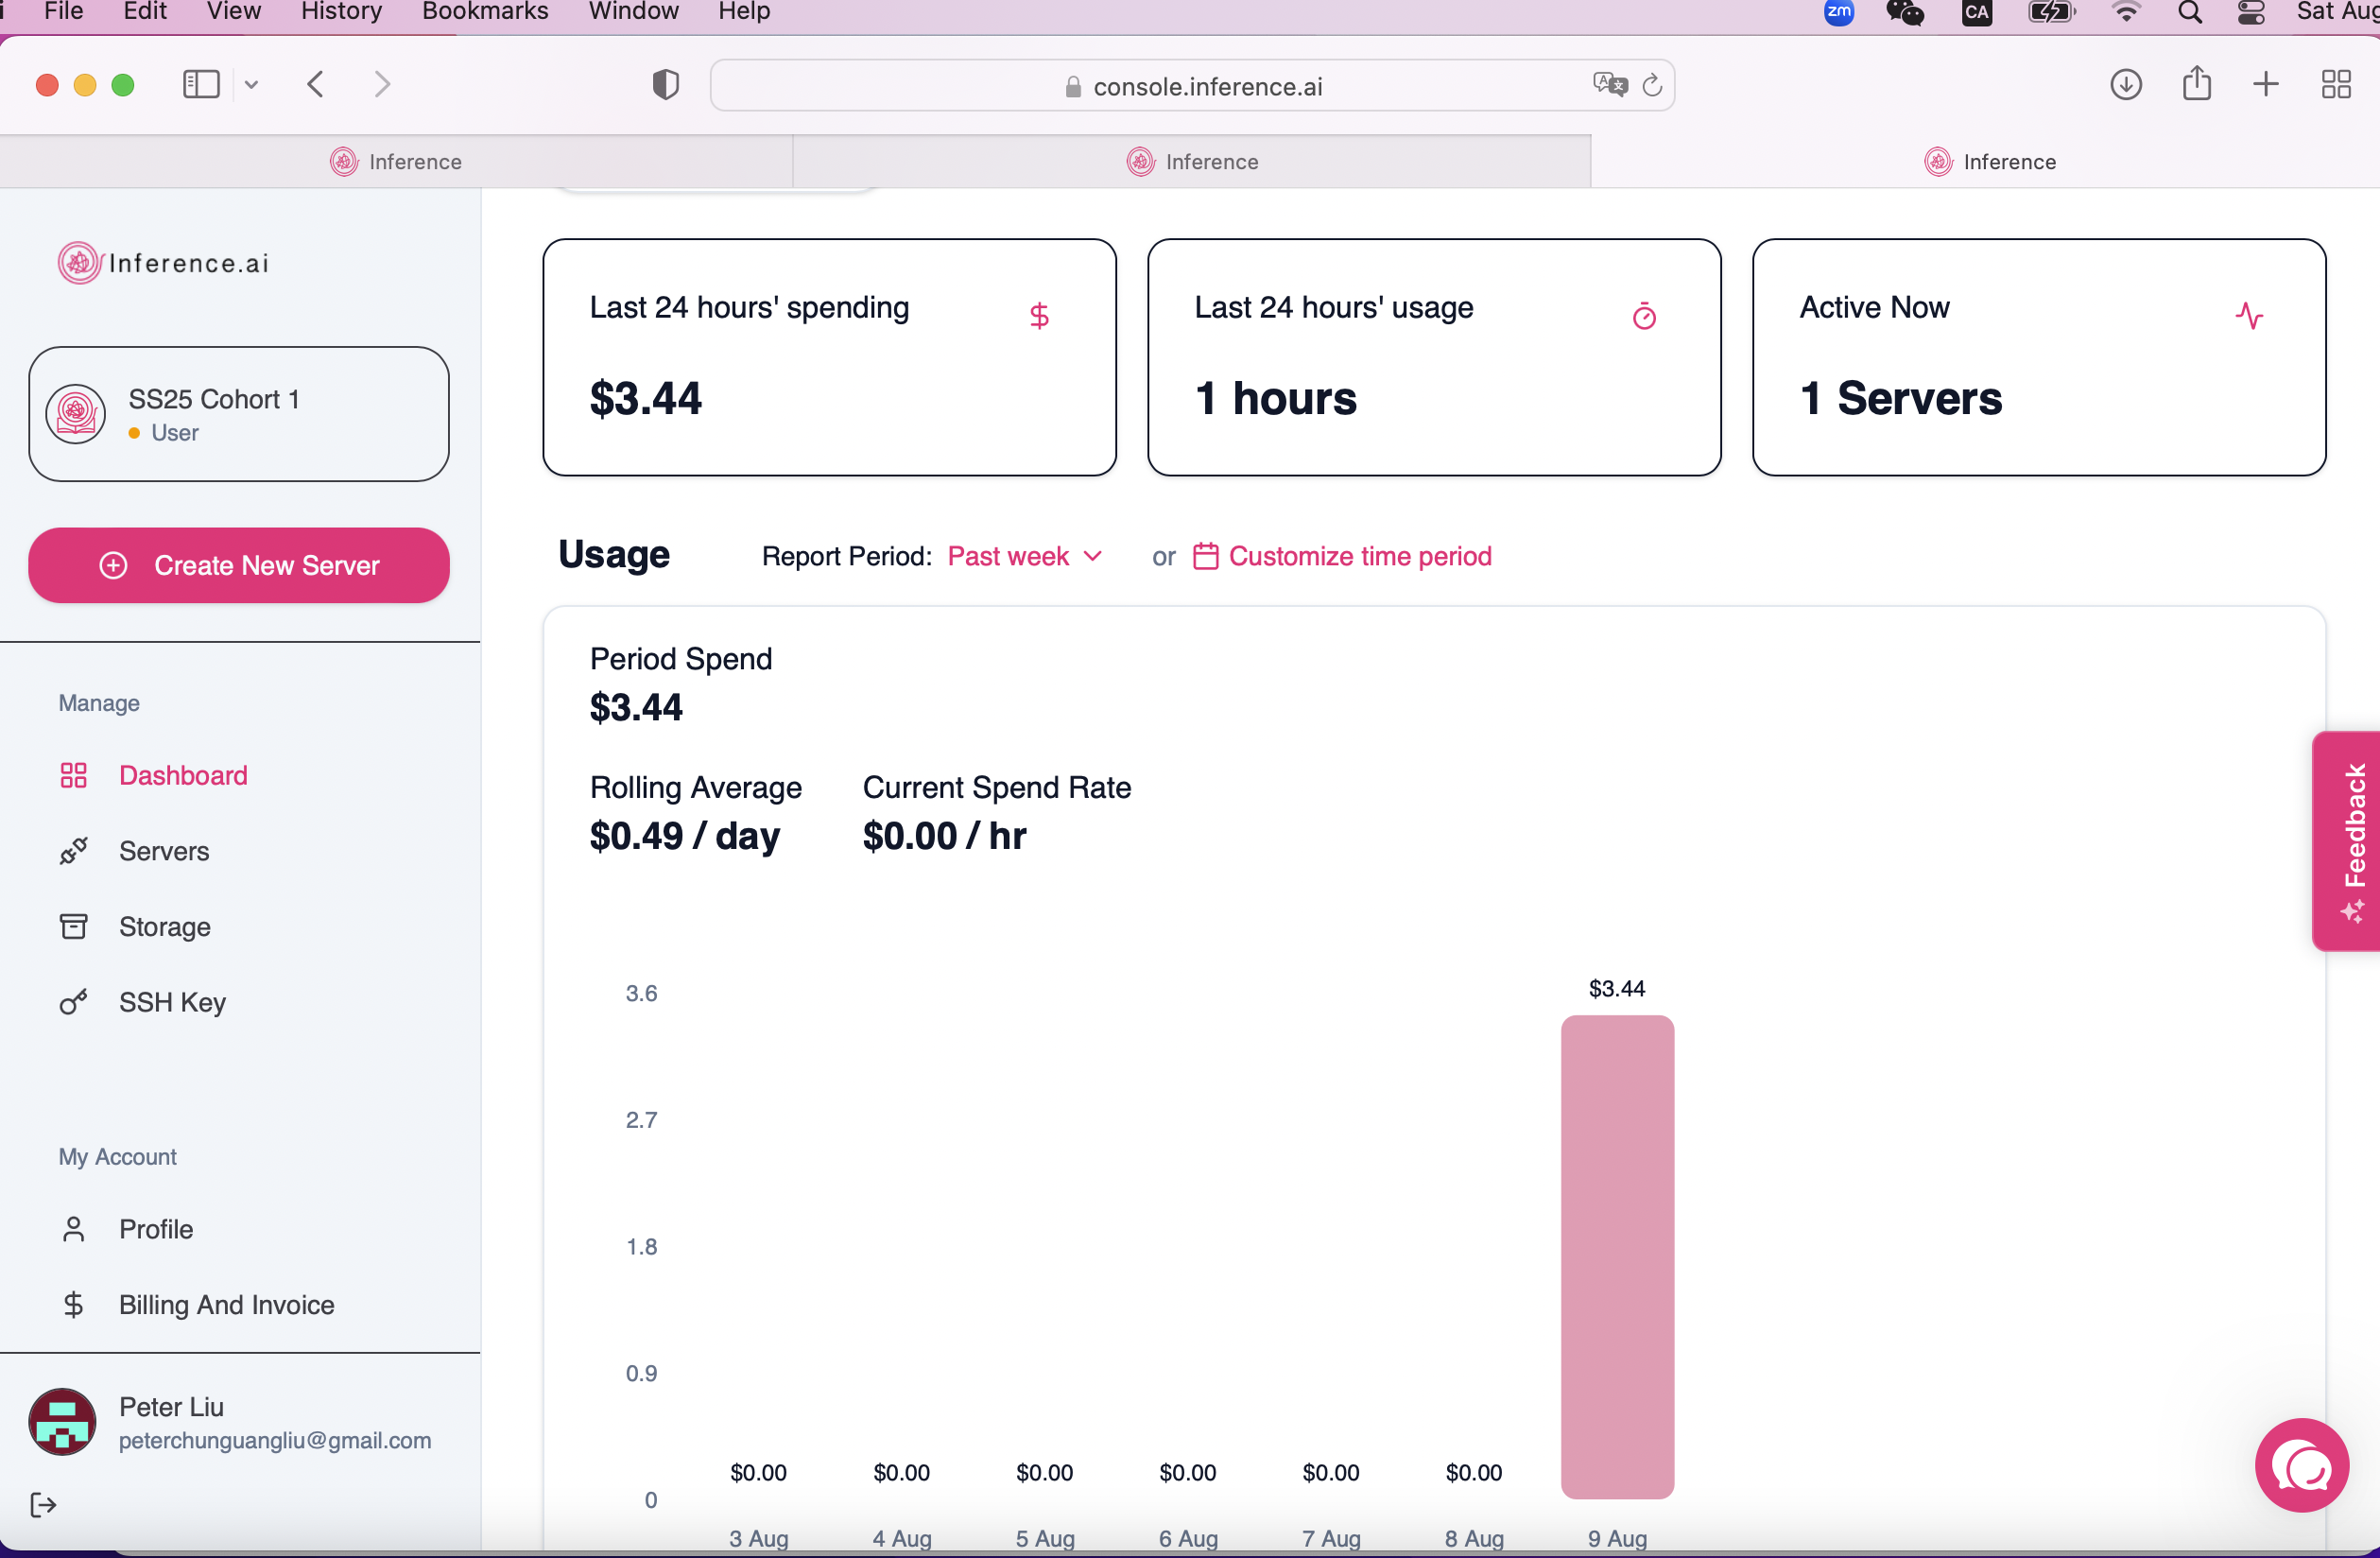 File Edit View History Bookmarks Window Help
zm CA Sat Aug
console.inference.ai
Inference Inference Inference
Inference.ai
SS25 Cohort 1
User
Create New Server
Manage
Dashboard
Servers
Storage
SSH Key
My Account
Profile
Billing And Invoice
Peter Liu
peterchunguangliu@gmail.com
Last 24 hours' spending
$3.44
Last 24 hours' usage
1 hours
Active Now
1 Servers
Usage Report Period: Past week or Customize time period
Period Spend
$3.44
Rolling Average Current Spend Rate
$0.49 / day $0.00 / hr
3.6
2.7
1.8
0.9
0
$0.00 $0.00 $0.00 $0.00 $0.00 $0.00 $3.44
3 Aug 4 Aug 5 Aug 6 Aug 7 Aug 8 Aug 9 Aug
Feedback